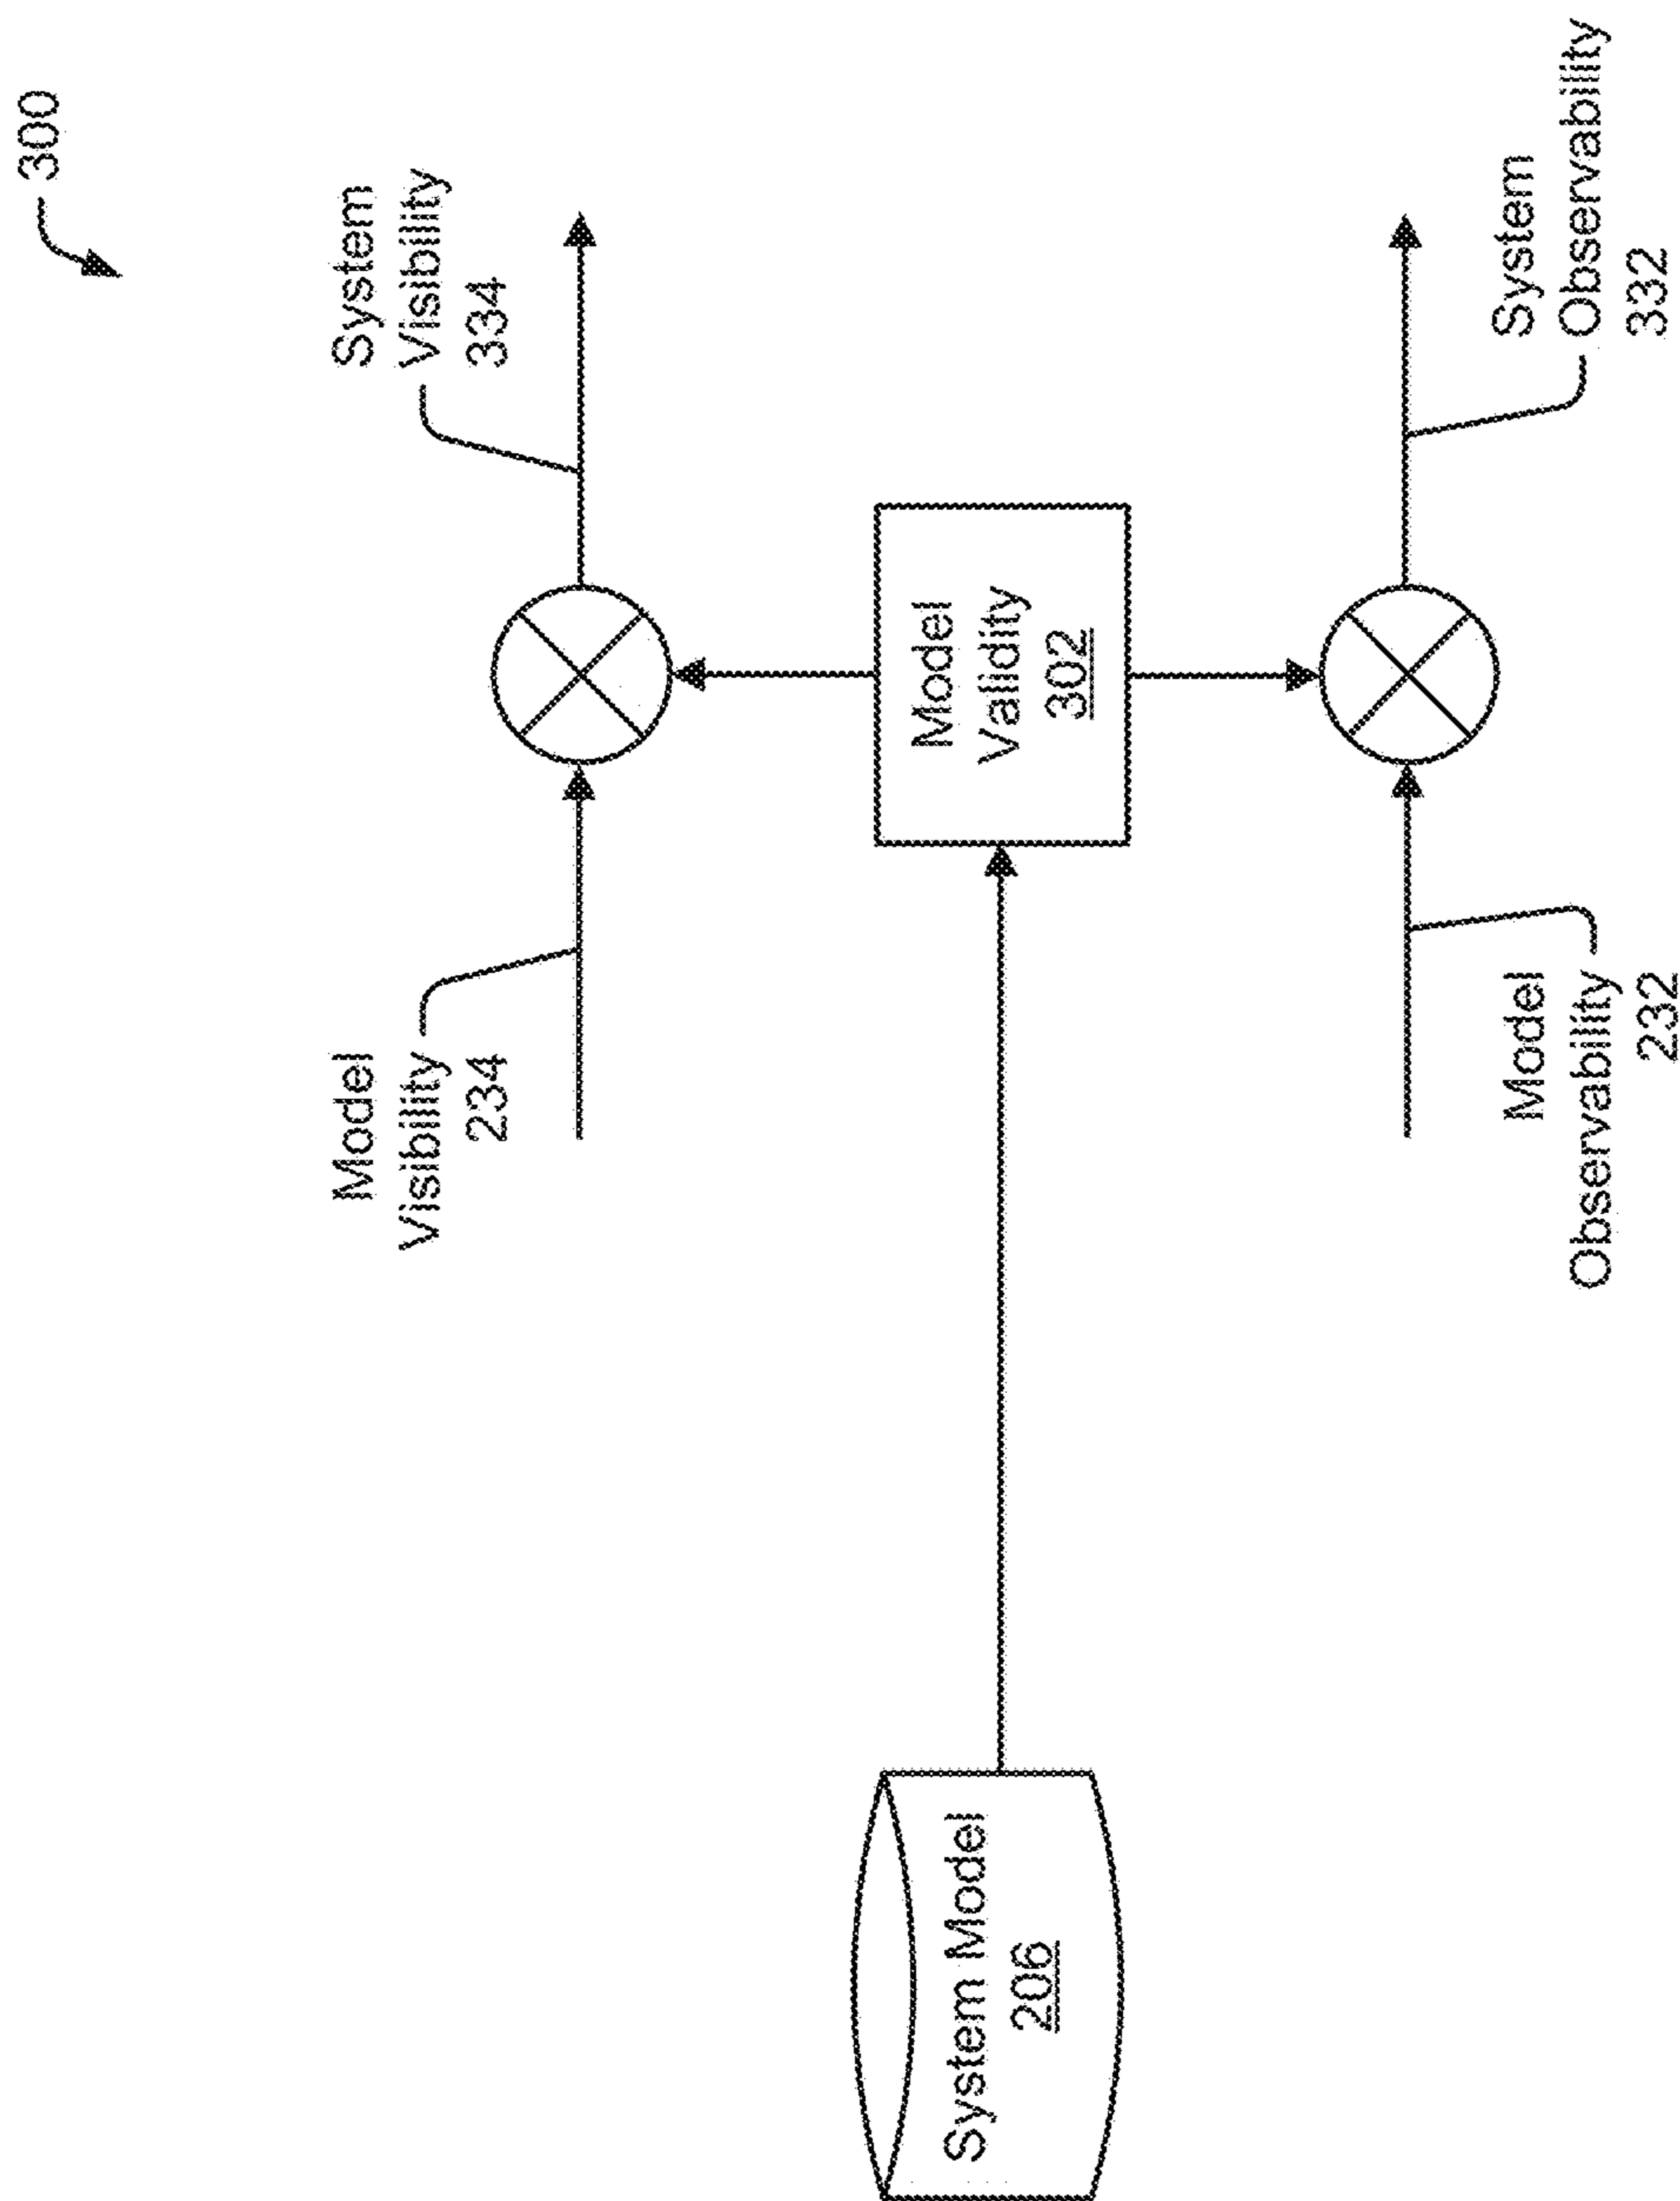 300
Model
Visibility
234
System
Visibility
334
System Model
206
Model
Validity
302
Model
Observability
232
System
Observability
332